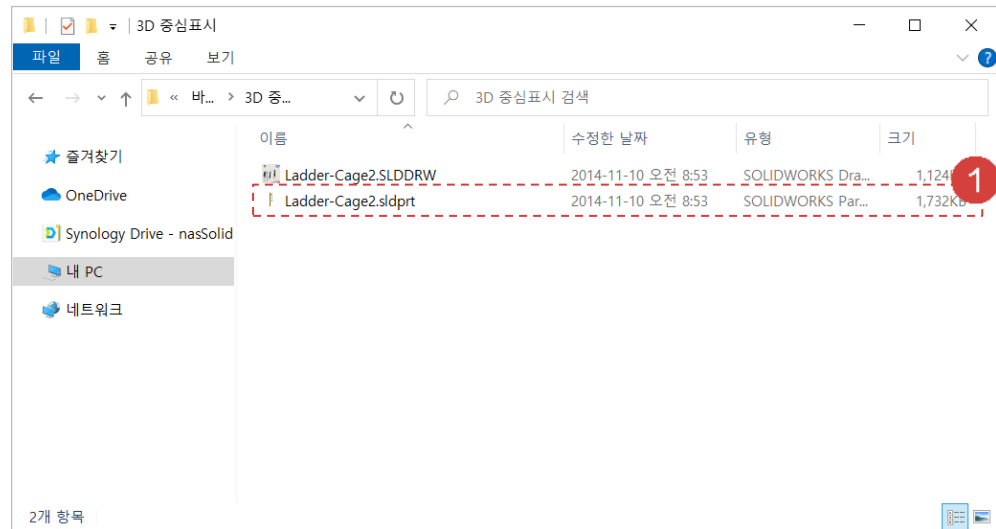 3D 중심표시
파일 홈 공유 보기
« 바... > 3D 중... 3D 중심표시 검색
이름 수정한 날짜 유형 크기
즐겨찾기
Ladder-Cage2.SLDDRW 2014-11-10 오전 8:53 SOLIDWORKS Dra... 1,124
1
OneDrive
Ladder-Cage2.sldprt 2014-11-10 오전 8:53 SOLIDWORKS Par... 1,732KB
Synology Drive - nasSolid
내 PC
네트워크
2개 항목